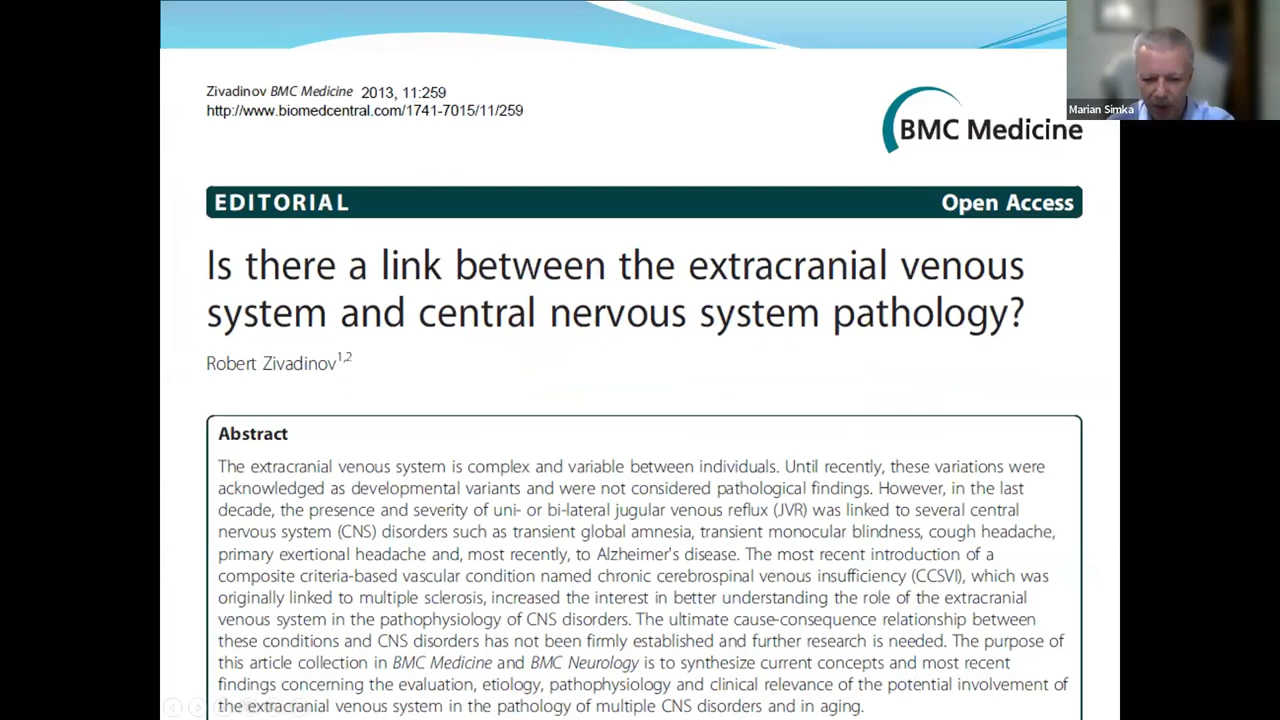 Zivadinov BMC Medicine 2013, 11:259
http://www.biomedcentral.com/1741-7015/11/259
Marian Simka
BMC Medicine
EDITORIAL Open Access
Is there a link between the extracranial venous
system and central nervous system pathology?
Robert Zivadinov1,2
Abstract
The extracranial venous system is complex and variable between individuals. Until recently, these variations were
acknowledged as developmental variants and were not considered pathological findings. However, in the last
decade, the presence and severity of uni- or bi-lateral jugular venous reflux (JVR) was linked to several central
nervous system (CNS) disorders such as transient global amnesia, transient monocular blindness, cough headache,
primary exertional headache and, most recently, to Alzheimer's disease. The most recent introduction of a
composite criteria-based vascular condition named chronic cerebrospinal venous insufficiency (CCSVI), which was
originally linked to multiple sclerosis, increased the interest in better understanding the role of the extracranial
venous system in the pathophysiology of CNS disorders. The ultimate cause-consequence relationship between
these conditions and CNS disorders has not been firmly established and further research is needed. The purpose of
this article collection in BMC Medicine and BMC Neurology is to synthesize current concepts and most recent
findings concerning the evaluation, etiology, pathophysiology and clinical relevance of the potential involvement of
the extracranial venous system in the pathology of multiple CNS disorders and in aging.